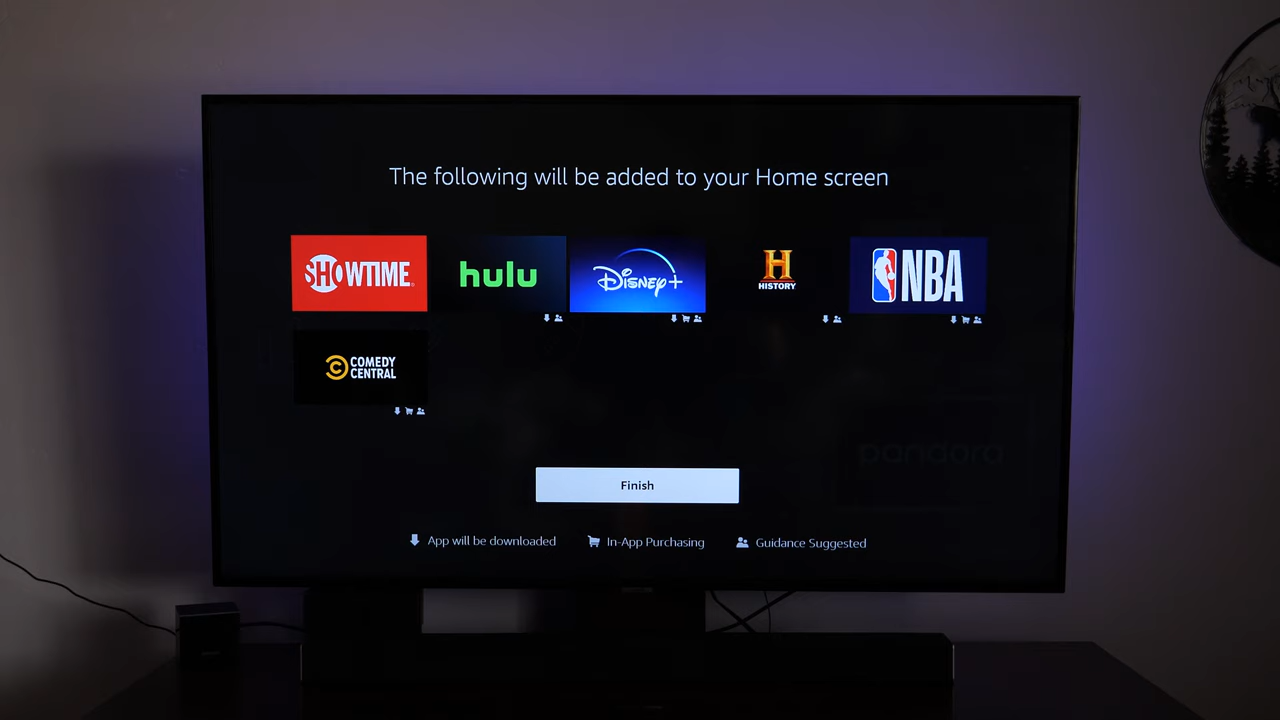 The following will be added to your Home screen
SHOWTIME
hulu
Disney+
H
HISTORY
NBA
COMEDY
CENTRAL
pandora
Finish
App will be downloaded
In-App Purchasing
Guidance Suggested